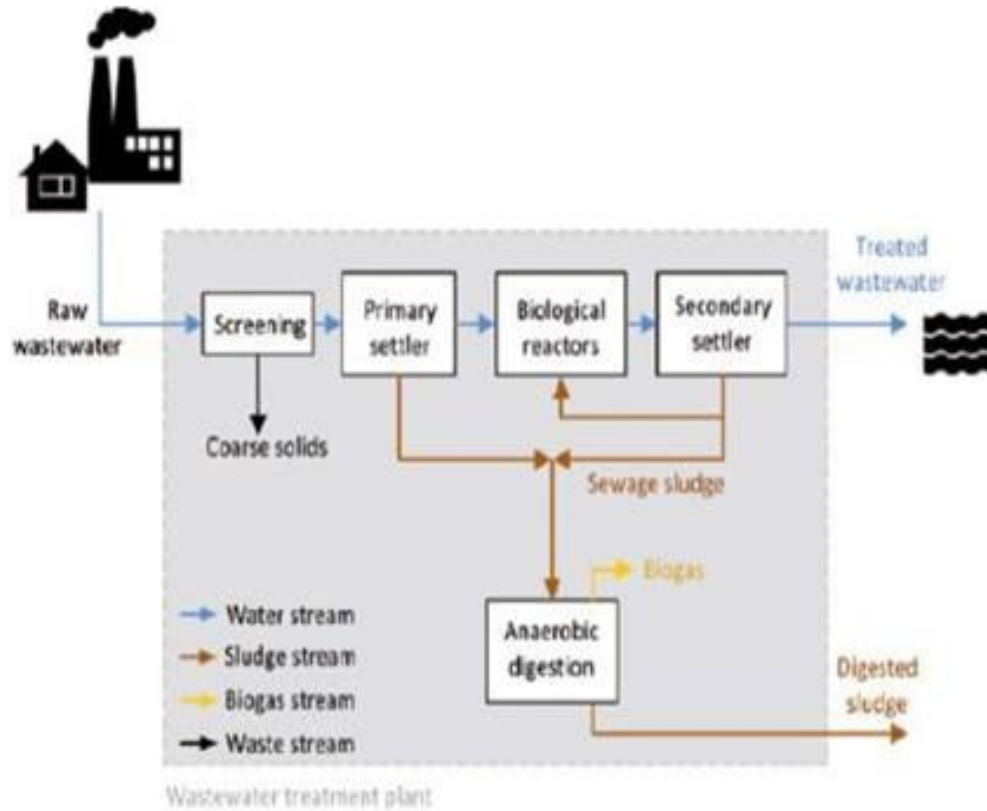 Raw
wastewater
Screening
Coarse solids
Primary
settler
Biological
reactors
Secondary
settler
Treated
wastewater
Sewage sludge
Biogas
Anaerobic
digestion
Digested
sludge
Water stream
Sludge stream
Biogas stream
Waste stream
Wastewater treatment plant